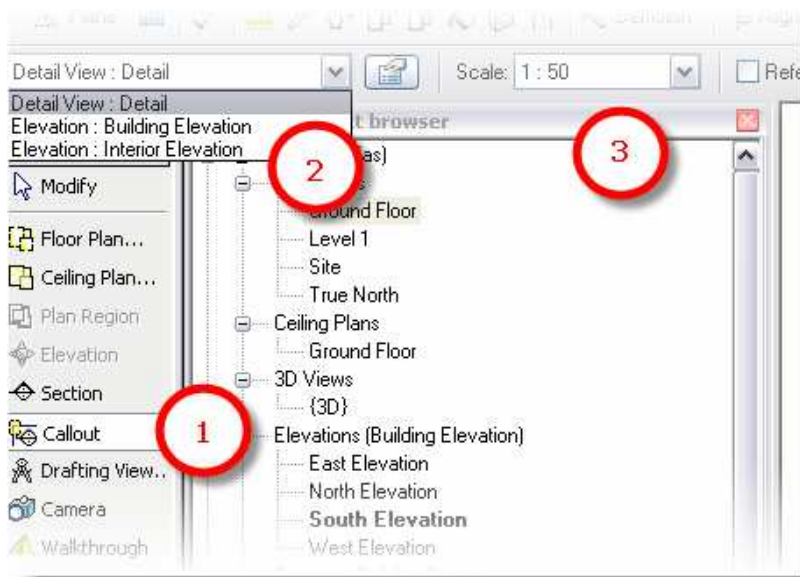 Detail View : Detail
Scale: 1 : 50
Detail View : Detail
Elevation : Building Elevation
Elevation : Interior Elevation
browser
Modify
Floor Plan...
Ceiling Plan...
Plan Region
Elevation
Section
Callout
Drafting View..
Camera
Walkthrough
Ground Floor
Level 1
Site
True North
Ceiling Plans
Ground Floor
3D Views
{3D}
Elevations (Building Elevation)
East Elevation
North Elevation
South Elevation
West Elevation
1
2
3